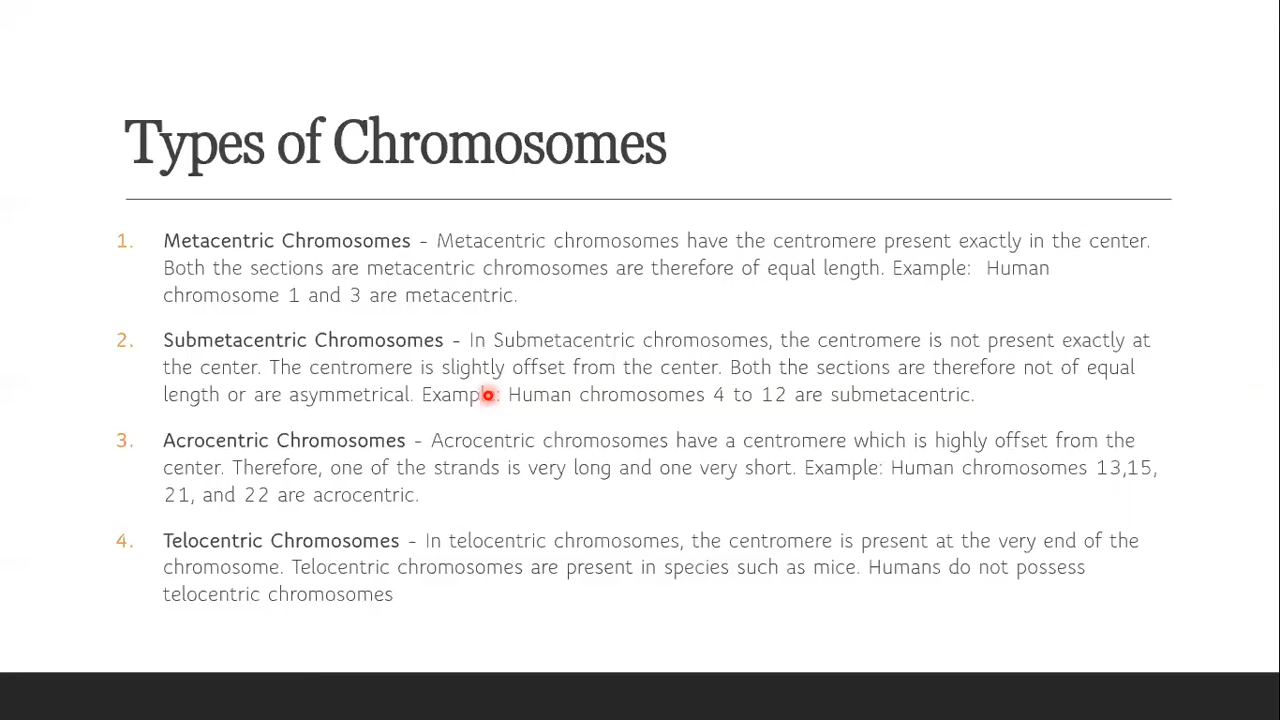 Types of Chromosomes
1. Metacentric Chromosomes - Metacentric chromosomes have the centromere present exactly in the center.
Both the sections are metacentric chromosomes are therefore of equal length. Example: Human
chromosome 1 and 3 are metacentric.
2. Submetacentric Chromosomes - In Submetacentric chromosomes, the centromere is not present exactly at
the center. The centromere is slightly offset from the center. Both the sections are therefore not of equal
length or are asymmetrical. Example: Human chromosomes 4 to 12 are submetacentric.
3. Acrocentric Chromosomes - Acrocentric chromosomes have a centromere which is highly offset from the
center. Therefore, one of the strands is very long and one very short. Example: Human chromosomes 13,15,
21, and 22 are acrocentric.
4. Telocentric Chromosomes - In telocentric chromosomes, the centromere is present at the very end of the
chromosome. Telocentric chromosomes are present in species such as mice. Humans do not possess
telocentric chromosomes